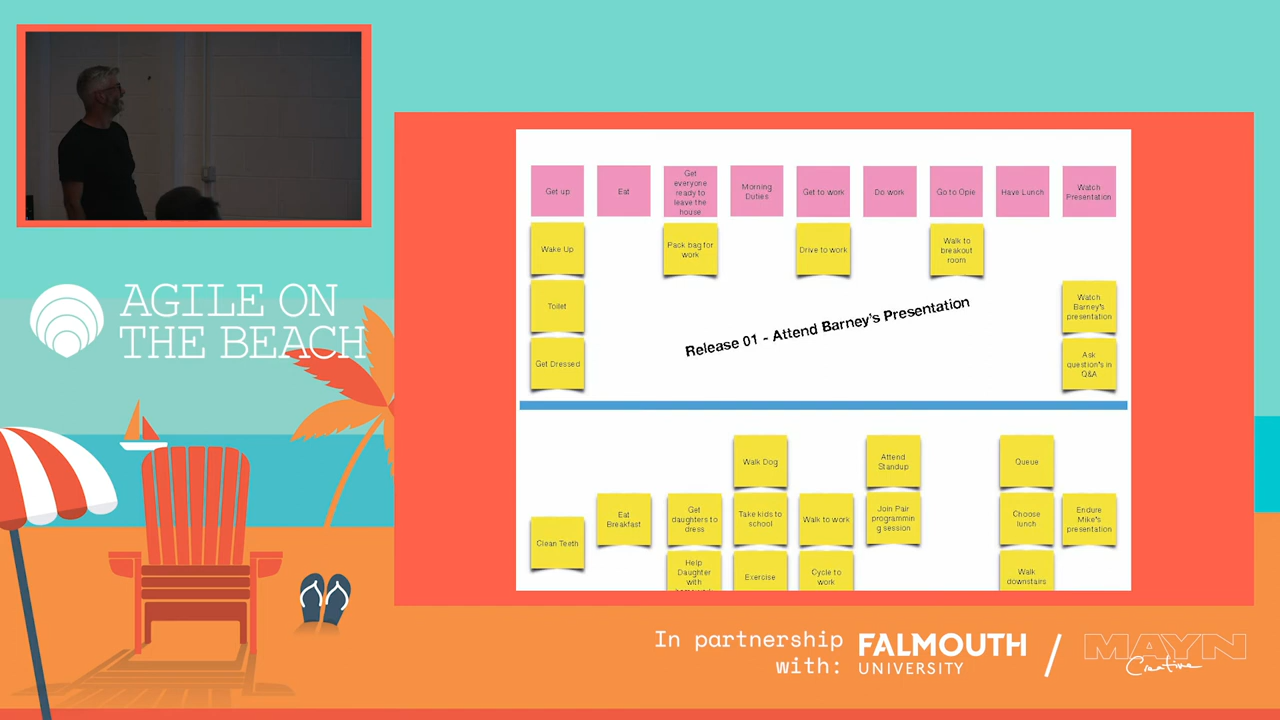 Get up
Eat
Get
everyone
ready to
leave the
house
Morning
Duties
Get to work
Do work
Go to Opie
Have Lunch
Watch
Presentation
Wake Up
Pack bag for
work
Drive to work
Walk to
breakout
room
Toilet
Watch
Barney's
presentation
Release 01 - Attend Barney's Presentation
Get Dressed
Ask
question's in
Q&A
Walk Dog
Attend
Standup
Queue
Clean Teeth
Eat
Breakfast
Get
daughters to
dress
Take kids to
school
Walk to work
Join Pair
programmin
g session
Choose
lunch
Endure
Mike's
presentation
Help
Daughter
with
Exercise
Cycle to
work
Walk
downstairs
AGILE ON
THE BEACH
In partnership
with:
FALMOUTH
UNIVERSITY
/
MAYN
Creative